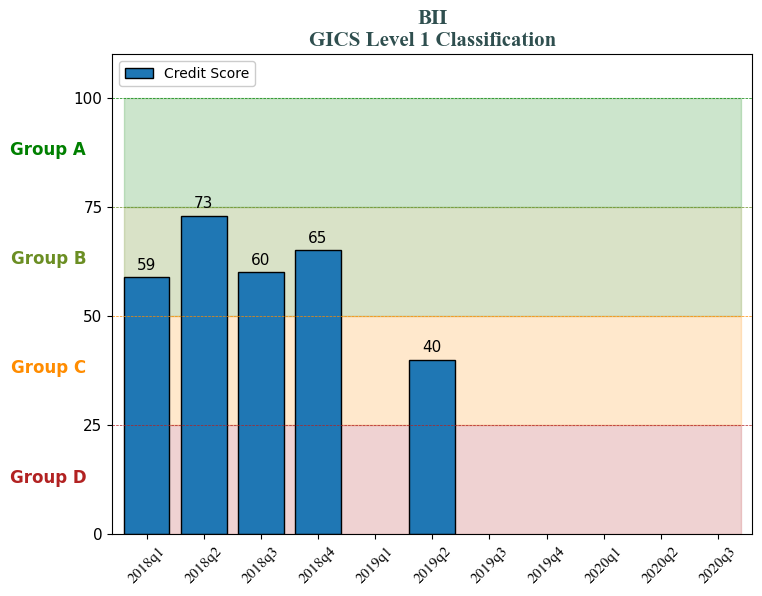 BII
GICS Level 1 Classification
Credit Score
100
Group A
75
73
Group B
59
60
65
50
Group C
40
25
Group D
0
2018q1
2018q2
2018q3
2018q4
2019q1
2019q2
2019q3
2019q4
2020q1
2020q2
2020q3